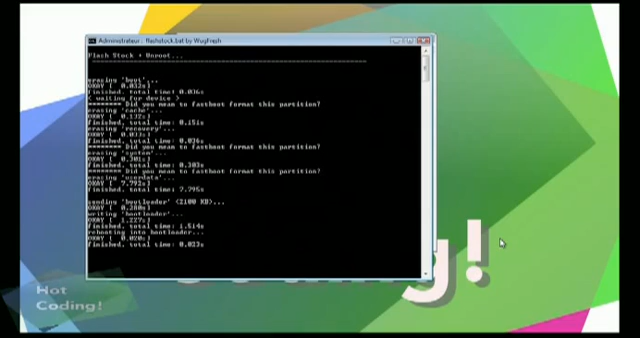 Administrateur: flashstock.bat by WugFresh
Flash Stock + Unroot...
erasing 'boot'...
OKAY [ 0.032s]
finished. total time: 0.036s
< waiting for device >
******** Did you mean to fastboot format this partition?
erasing 'cache'...
OKAY [ 0.132s]
finished. total time: 0.151s
erasing 'recovery'...
OKAY [ 0.033s]
finished. total time: 0.036s
******** Did you mean to fastboot format this partition?
erasing 'system'...
OKAY [ 0.301s]
finished. total time: 0.303s
******** Did you mean to fastboot format this partition?
erasing 'userdata'...
OKAY [ 7.792s]
finished. total time: 7.795s
sending 'bootloader' (2100 KB)...
OKAY [ 0.280s]
writing 'bootloader'...
OKAY [ 1.227s]
finished. total time: 1.514s
rebooting into bootloader...
OKAY [ 0.020s]
finished. total time: 0.023s
g!
Hot
Coding!